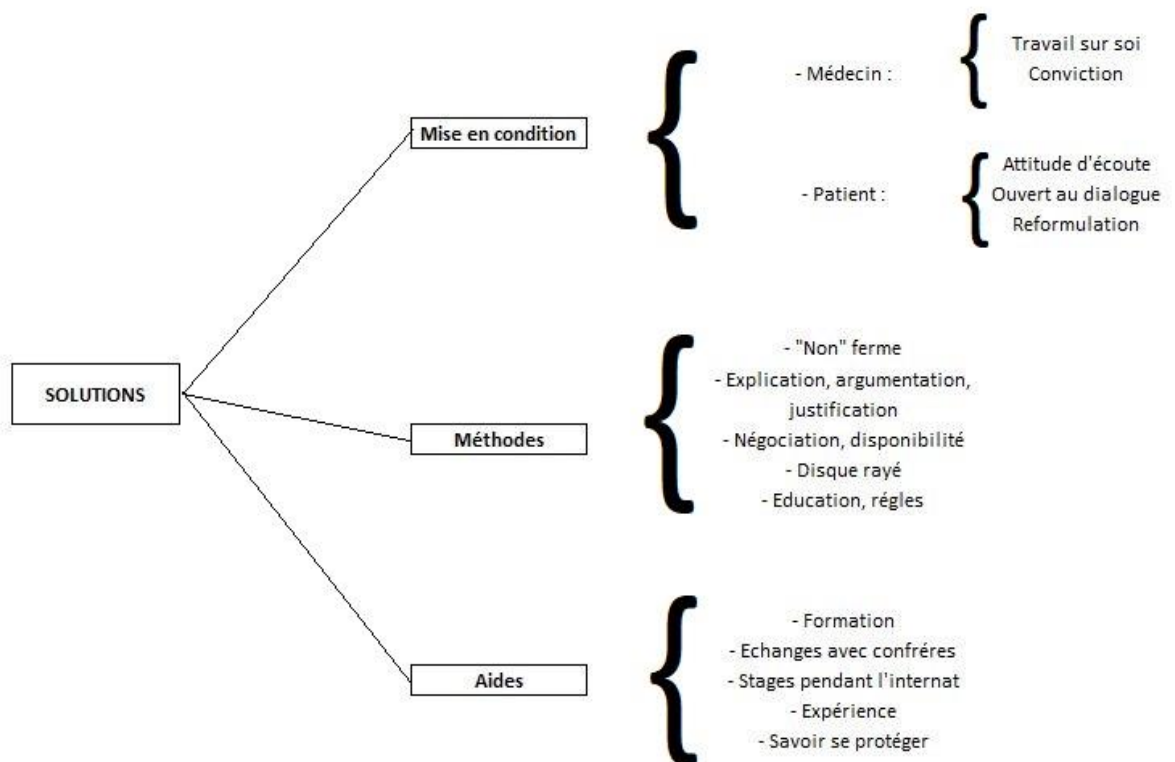 SOLUTIONS
Mise en condition
- Médecin :
Travail sur soi
Conviction
- Patient :
Attitude d'écoute
Ouvert au dialogue
Reformulation
Méthodes
- "Non" ferme
- Explication, argumentation,
justification
- Négociation, disponibilité
- Disque rayé
- Education, régles
Aides
- Formation
- Echanges avec confréres
- Stages pendant l'internat
- Expérience
- Savoir se protéger